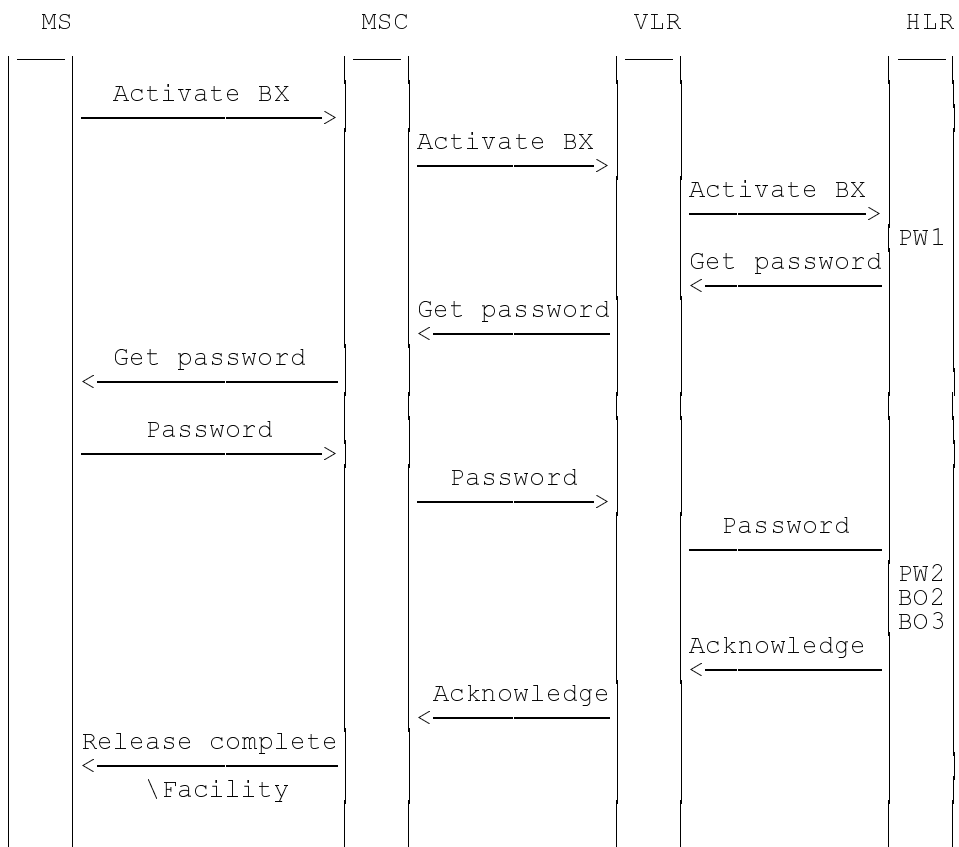 MS MSC VLR HLR
Activate BX
Activate BX
Activate BX
PW1
Get password
Get password
Get password
Password
Password
Password
PW2
BO2
BO3
Acknowledge
Acknowledge
Release complete
\Facility